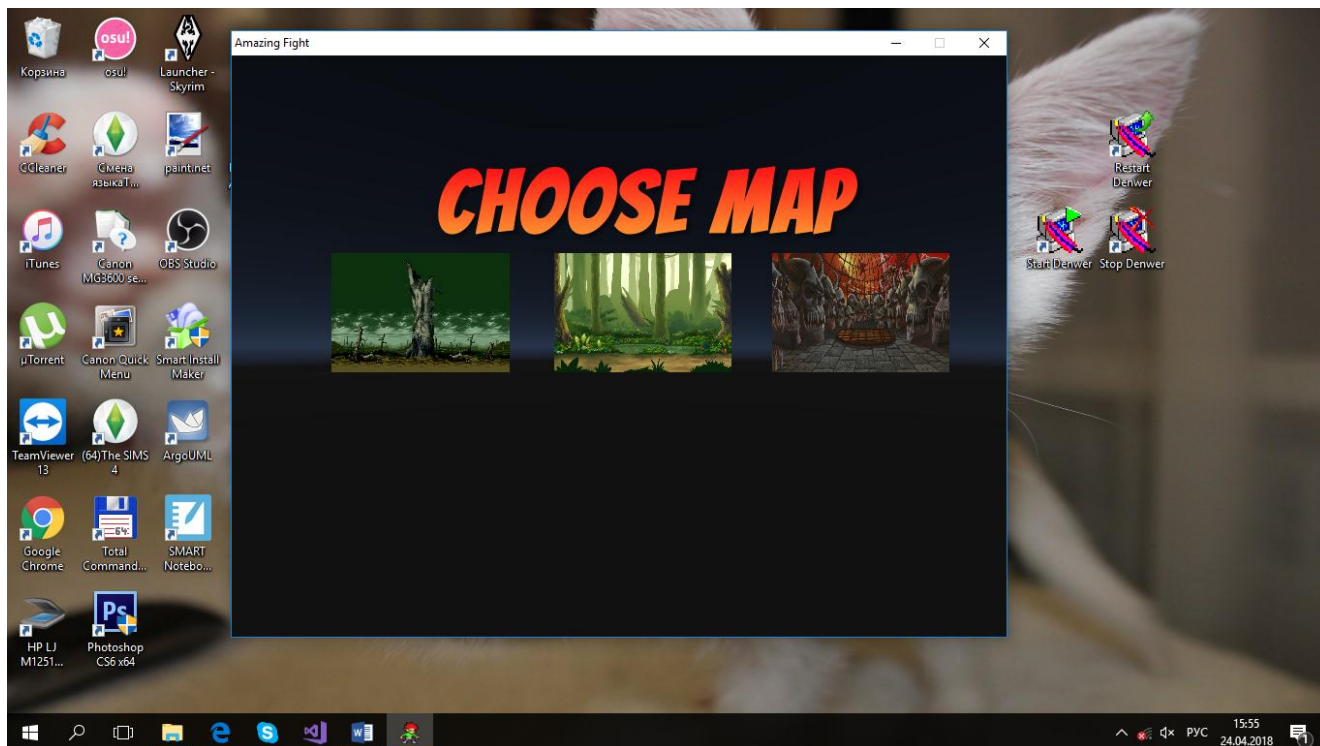 Amazing Fight
CHOOSE MAP
Корзина
osu!
osu!
Launcher -
Skyrim
CCleaner
Смена
языкаТ...
paint.net
iTunes
Canon
MG3600 se...
OBS Studio
µTorrent
Canon Quick
Menu
Smart Install
Maker
TeamViewer
13
(64)The SIMS
4
ArgoUML
Google
Chrome
64
Total
Command...
SMART
Notebo...
HP LJ
M1251...
Ps
Photoshop
CS6 x64
Restart
Denwer
Start Denwer
Stop Denwer
РУС
15:55
24.04.2018
1